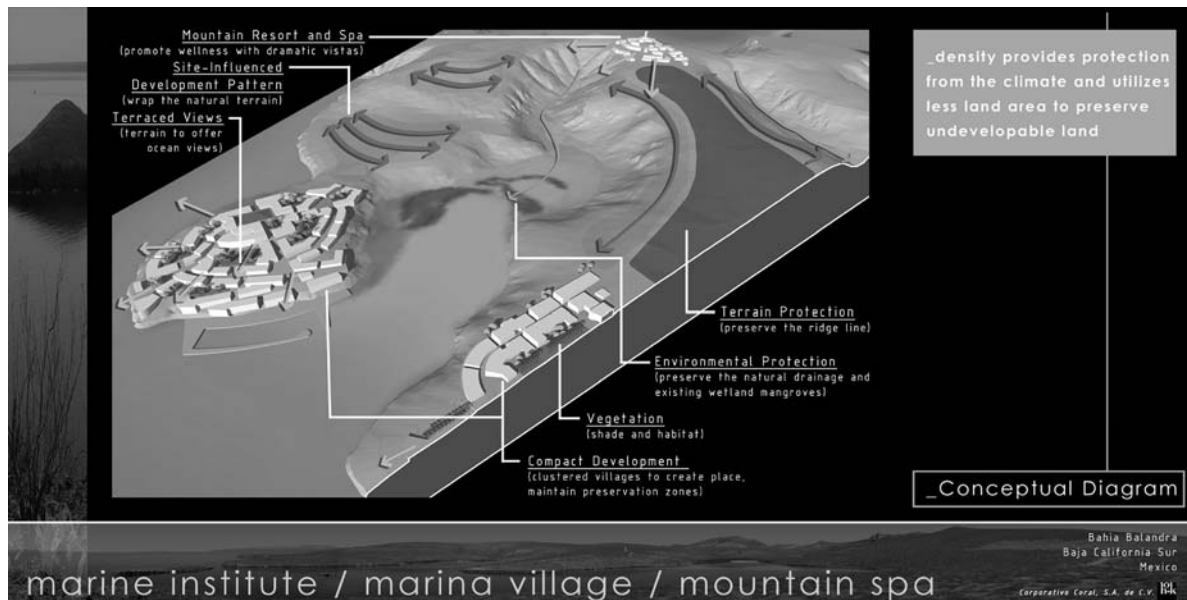 Mountain Resort and Spa
(promote wellness with dramatic vistas)
Site-Influenced
Development Pattern
(wrap the natural terrain)
Terraced Views
(terrain to offer
ocean views)
_density provides protection
from the climate and utilizes
less land area to preserve
undevelopable land
Terrain Protection
(preserve the ridge line)
Environmental Protection
(preserve the natural drainage and
existing wetland mangroves)
Vegetation
(shade and habitat)
Compact Development
(clustered villages to create place,
maintain preservation zones)
_Conceptual Diagram
Bahia Balandra
Baja California Sur
Mexico
marine institute / marina village / mountain spa
Corporativo Coral, S.A. de C.V. hok